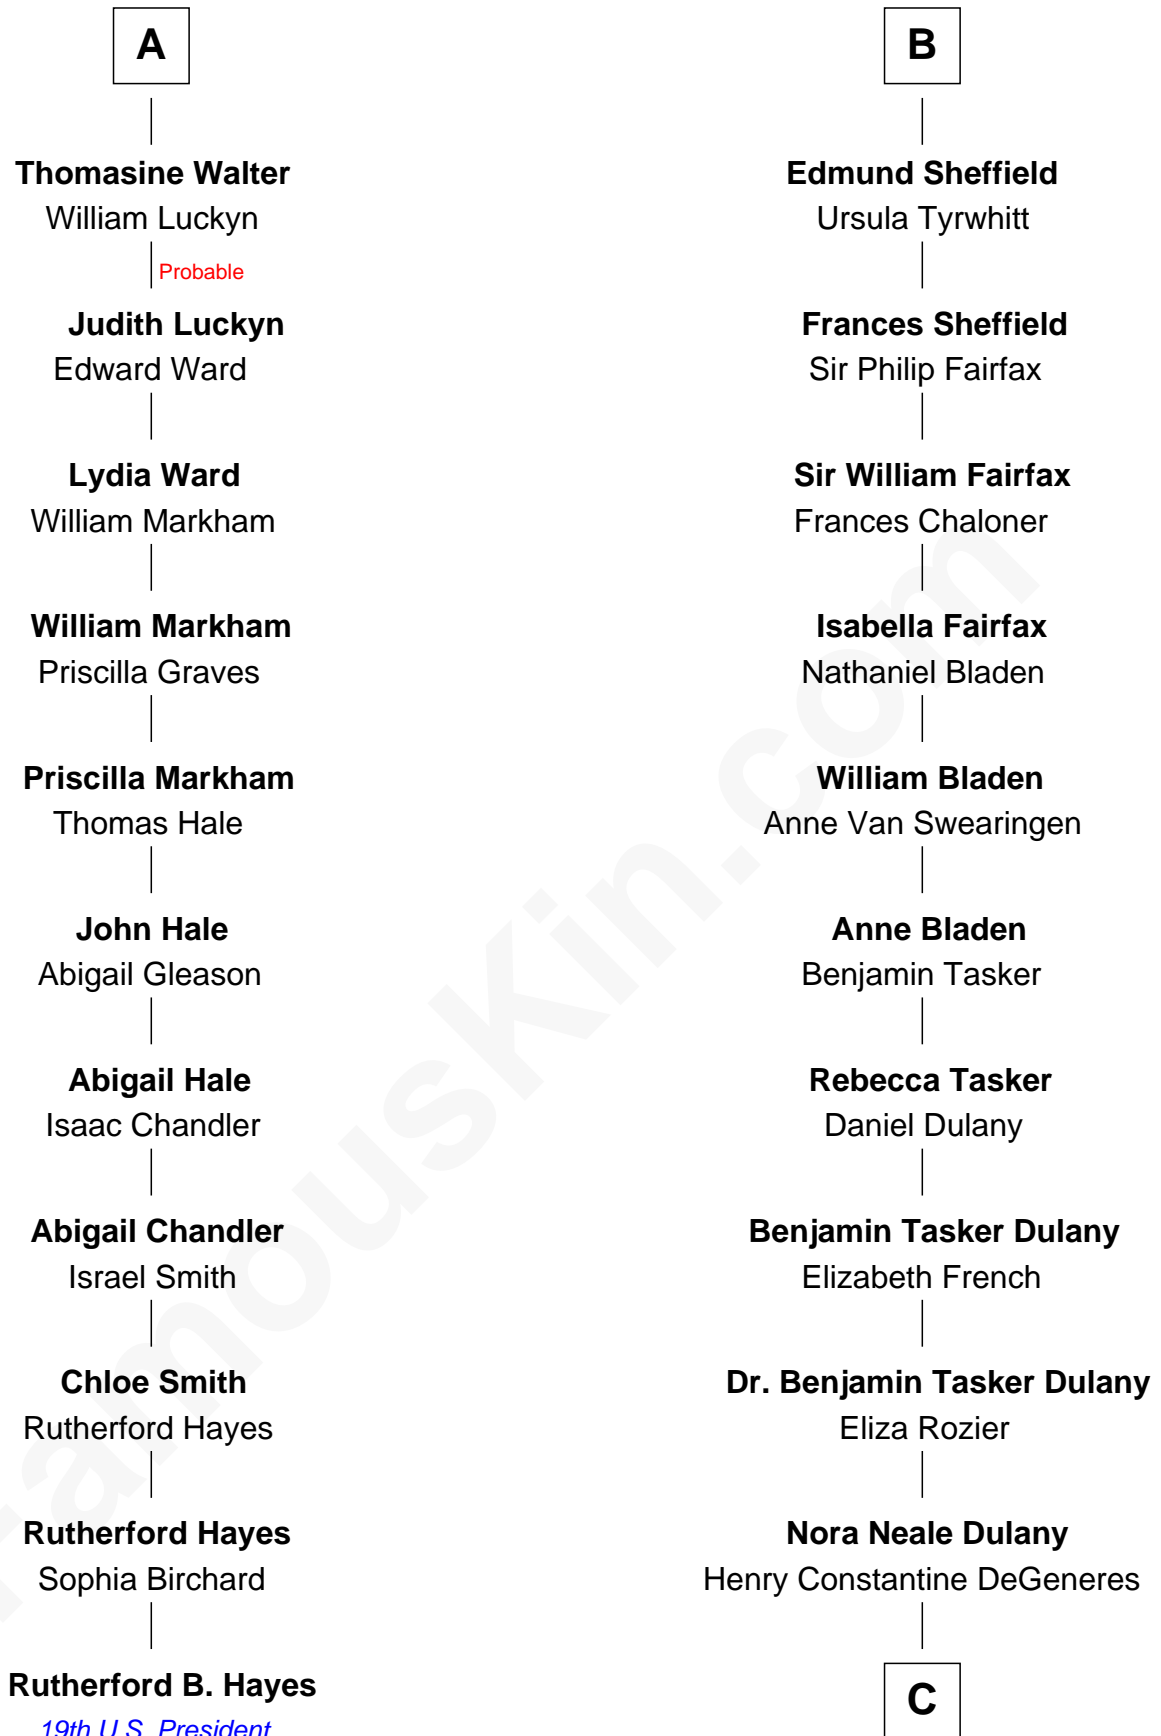 A
Thomasine Walter
William Luckyn
Probable
Judith Luckyn
Edward Ward
Lydia Ward
William Markham
William Markham
Priscilla Graves
Priscilla Markham
Thomas Hale
John Hale
Abigail Gleason
Abigail Hale
Isaac Chandler
Abigail Chandler
Israel Smith
Chloe Smith
Rutherford Hayes
Rutherford Hayes
Sophia Birchard
Rutherford B. Hayes
19th U.S. President
B
Edmund Sheffield
Ursula Tyrwhitt
Frances Sheffield
Sir Philip Fairfax
Sir William Fairfax
Frances Chaloner
Isabella Fairfax
Nathaniel Bladen
William Bladen
Anne Van Swearingen
Anne Bladen
Benjamin Tasker
Rebecca Tasker
Daniel Dulany
Benjamin Tasker Dulany
Elizabeth French
Dr. Benjamin Tasker Dulany
Eliza Rozier
Nora Neale Dulany
Henry Constantine DeGeneres
C
FamousKin.com